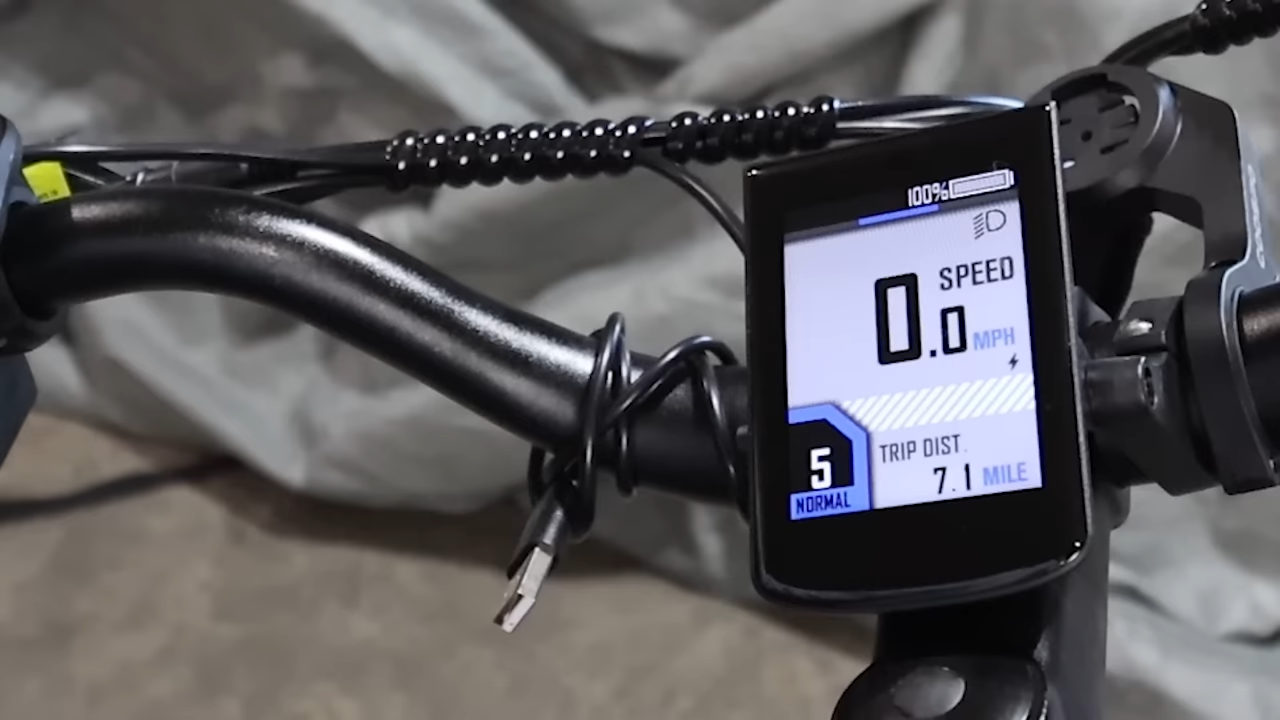 100%
SPEED
0.0 MPH
5
NORMAL
TRIP DIST.
7.1 MILE